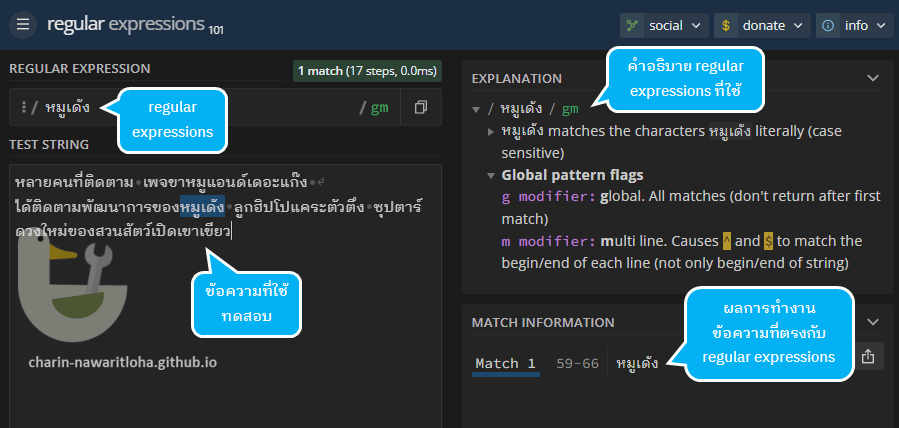 regular expressions 101
social
donate
info
REGULAR EXPRESSION
1 match (17 steps, 0.0ms)
/ หมูเด้ง
/ gm
regular
expressions
TEST STRING
หลายคนที่ติดตาม เพจขาหมูแอนด์เดอะแก๊ง
ได้ติดตามพัฒนาการของหมูเด้ง ลูกฮิปโปแคระตัวตึง ซุปตาร์
ดวงใหม่ของสวนสัตว์เปิดเขาเขียว
ข้อความที่ใช้
ทดสอบ
charin-nawaritloha.github.io
EXPLANATION
คำอธิบาย regular
expressions ที่ใช้
/ หมูเด้ง / gm
หมูเด้ง matches the characters หมูเด้ง literally (case
sensitive)
Global pattern flags
g modifier: global. All matches (don't return after first
match)
m modifier: multi line. Causes ^ and $ to match the
begin/end of each line (not only begin/end of string)
MATCH INFORMATION
ผลการทำงาน
ข้อความที่ตรงกับ
regular expressions
Match 1 59-66 หมูเด้ง